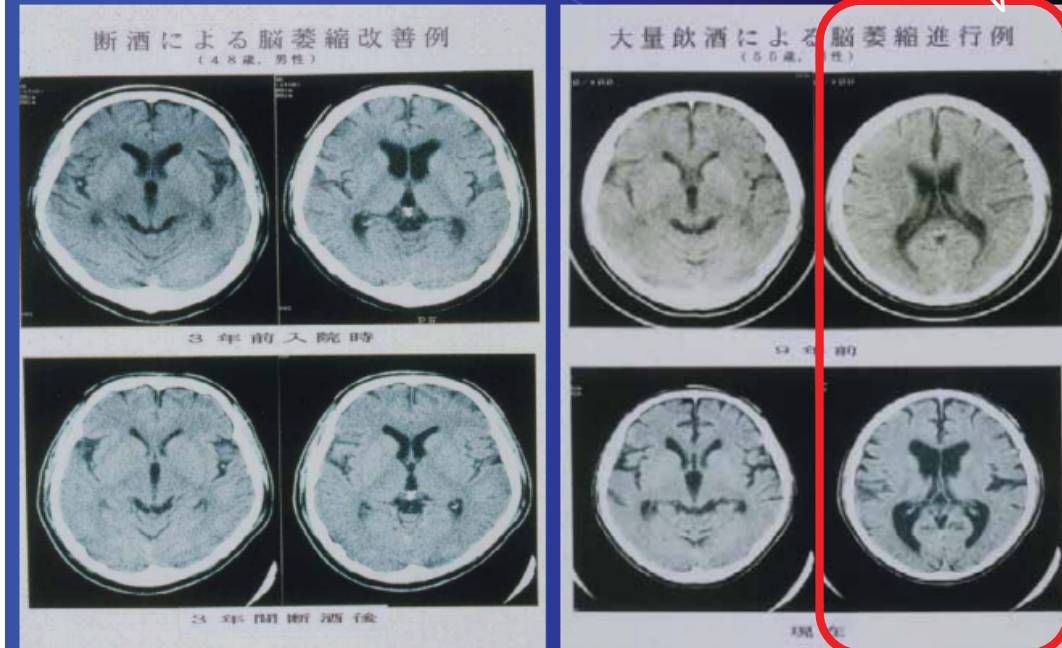 断酒による脳萎縮改善例
(48歳,男性)
3年前入院時
3年間断酒後
大量飲酒による脳萎縮進行例
(55歳,男性)
9年前
現在